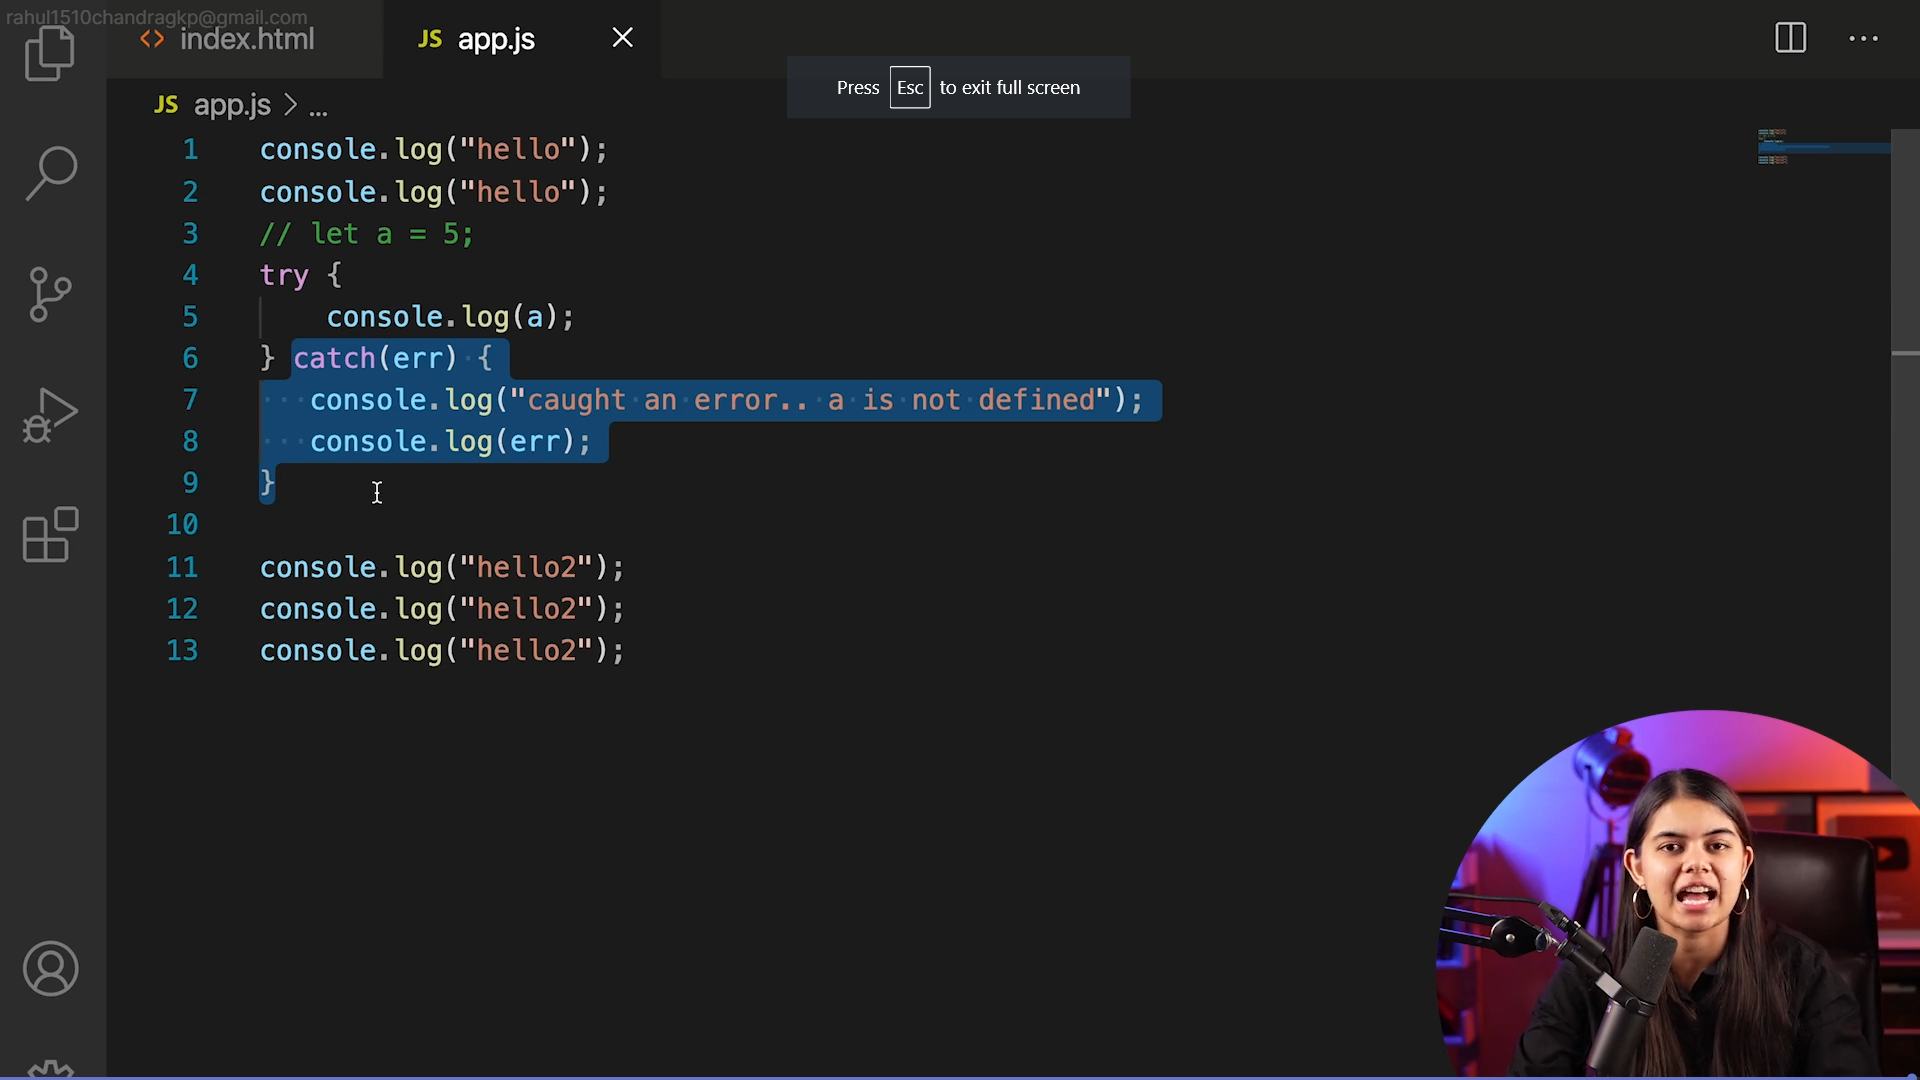 rahul1510chandragkp@gmail.com
<> index.html
JS app.js
Press Esc to exit full screen
JS app.js > ...
1 console.log("hello");
2 console.log("hello");
3 // let a = 5;
4 try {
5 console.log(a);
6 } catch(err) {
7 console.log("caught an error.. a is not defined");
8 console.log(err);
9 }
10
11 console.log("hello2");
12 console.log("hello2");
13 console.log("hello2");